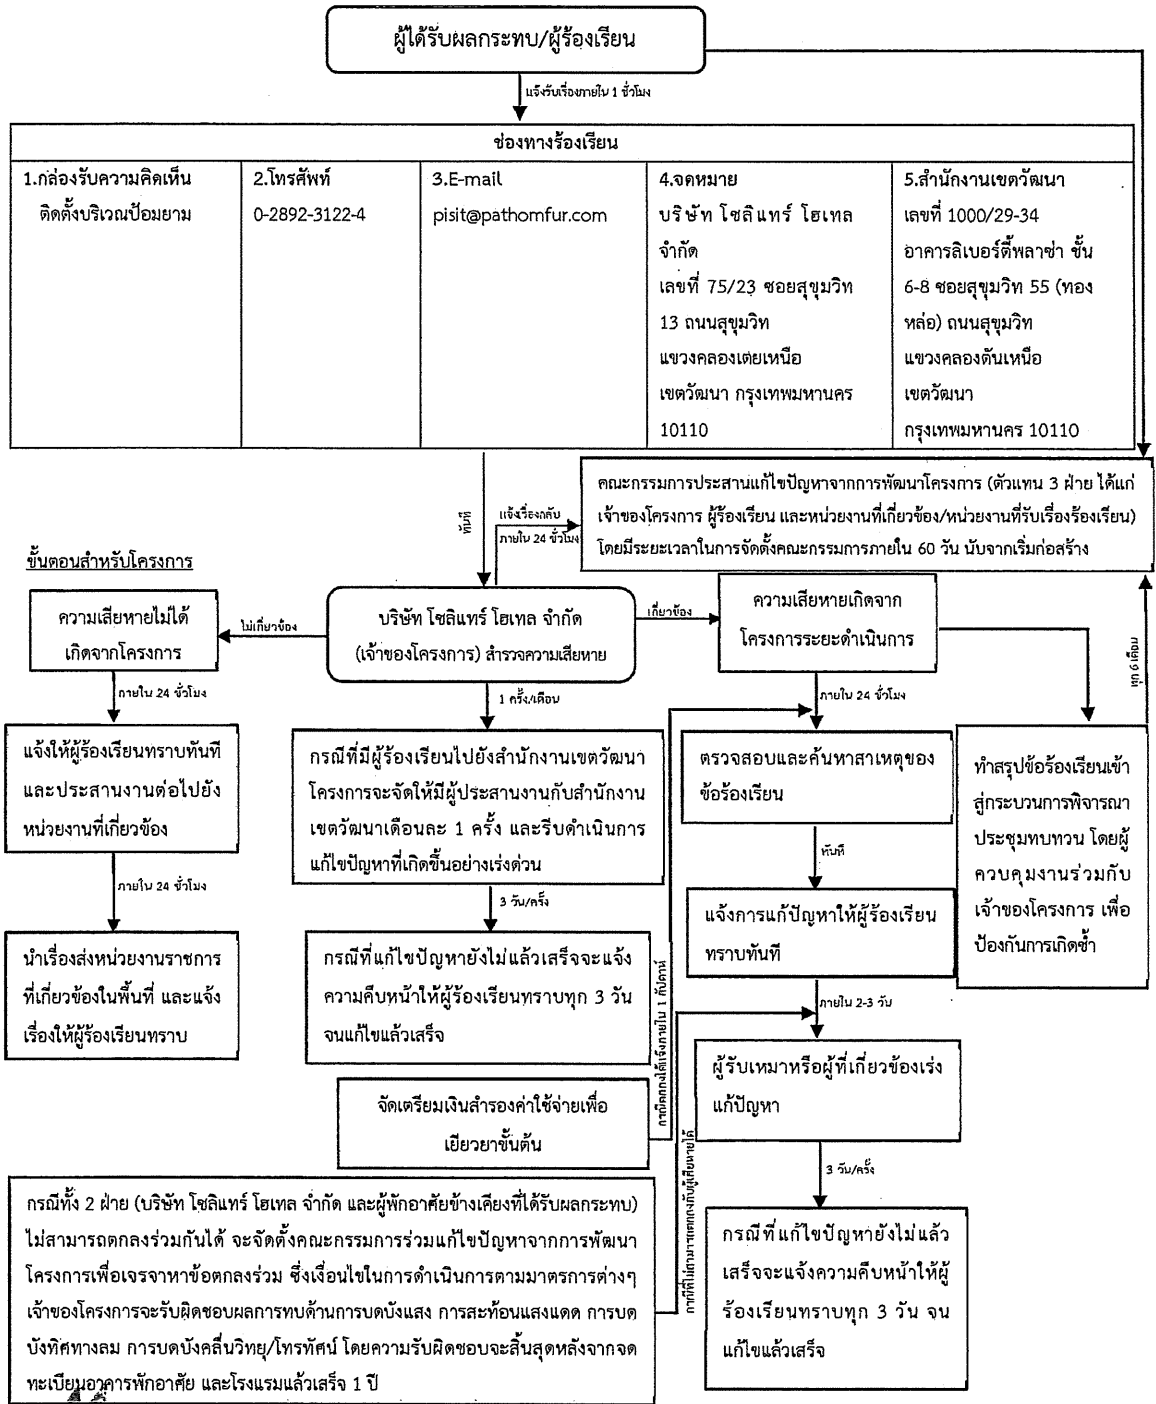 ผู้ได้รับผลกระทบ/ผู้ร้องเรียน
แจ้งรับเรื่องภายใน 1 ชั่วโมง
ช่องทางร้องเรียน
1.กล่องรับความคิดเห็น
ติดตั้งบริเวณป้อมยาม
2.โทรศัพท์
0-2892-3122-4
3.E-mail
pisit@pathomfur.com
4.จดหมาย
บริษัท โซลิแทร์ โฮเทล
จำกัด
เลขที่ 75/23 ซอยสุขุมวิท
13 ถนนสุขุมวิท
แขวงคลองเตยเหนือ
เขตวัฒนา กรุงเทพมหานคร
10110
5.สำนักงานเขตวัฒนา
เลขที่ 1000/29-34
อาคารลิเบอร์ตี้พลาซ่า ชั้น
6-8 ซอยสุขุมวิท 55 (ทอง
หล่อ) ถนนสุขุมวิท
แขวงคลองตันเหนือ
เขตวัฒนา
กรุงเทพมหานคร 10110
ทันที
แจ้งเรื่องกลับ
ภายใน 24 ชั่วโมง
คณะกรรมการประสานแก้ไขปัญหาจากการพัฒนาโครงการ (ตัวแทน 3 ฝ่าย ได้แก่
เจ้าของโครงการ ผู้ร้องเรียน และหน่วยงานที่เกี่ยวข้อง/หน่วยงานที่รับเรื่องร้องเรียน)
โดยมีระยะเวลาในการจัดตั้งคณะกรรมการภายใน 60 วัน นับจากเริ่มก่อสร้าง
ขั้นตอนสำหรับโครงการ
ความเสียหายไม่ได้
เกิดจากโครงการ
ไม่เกี่ยวข้อง
บริษัท โซลิแทร์ โฮเทล จำกัด
(เจ้าของโครงการ) สำรวจความเสียหาย
เกี่ยวข้อง
ความเสียหายเกิดจาก
โครงการระยะดำเนินการ
ทุก 6 เดือน
ภายใน 24 ชั่วโมง
1 ครั้ง/เดือน
ภายใน 24 ชั่วโมง
แจ้งให้ผู้ร้องเรียนทราบทันที
และประสานงานต่อไปยัง
หน่วยงานที่เกี่ยวข้อง
กรณีที่มีผู้ร้องเรียนไปยังสำนักงานเขตวัฒนา
โครงการจะจัดให้มีผู้ประสานงานกับสำนักงาน
เขตวัฒนาเดือนละ 1 ครั้ง และรีบดำเนินการ
แก้ไขปัญหาที่เกิดขึ้นอย่างเร่งด่วน
ตรวจสอบและค้นหาสาเหตุของ
ข้อร้องเรียน
ทำสรุปข้อร้องเรียนเข้า
สู่กระบวนการพิจารณา
ประชุมทบทวน โดยผู้
ควบคุมงานร่วมกับ
เจ้าของโครงการ เพื่อ
ป้องกันการเกิดซ้ำ
ภายใน 24 ชั่วโมง
3 วัน/ครั้ง
ทันที
นำเรื่องส่งหน่วยงานราชการ
ที่เกี่ยวข้องในพื้นที่ และแจ้ง
เรื่องให้ผู้ร้องเรียนทราบ
กรณีที่แก้ไขปัญหายังไม่แล้วเสร็จจะแจ้ง
ความคืบหน้าให้ผู้ร้องเรียนทราบทุก 3 วัน
จนแก้ไขแล้วเสร็จ
แจ้งการแก้ปัญหาให้ผู้ร้องเรียน
ทราบทันที
กรณีตกลงได้แจ้งภายใน 1 สัปดาห์
ภายใน 2-3 วัน
จัดเตรียมเงินสำรองค่าใช้จ่ายเพื่อ
เยียวยาขั้นต้น
ผู้รับเหมาหรือผู้ที่เกี่ยวข้องเร่ง
แก้ปัญหา
กรณีที่ไม่สามารถตกลงกับผู้เสียหายได้
3 วัน/ครั้ง
กรณีทั้ง 2 ฝ่าย (บริษัท โซลิแทร์ โฮเทล จำกัด และผู้พักอาศัยข้างเคียงที่ได้รับผลกระทบ)
ไม่สามารถตกลงร่วมกันได้ จะจัดตั้งคณะกรรมการร่วมแก้ไขปัญหาจากการพัฒนา
โครงการเพื่อเจรจาหาข้อตกลงร่วม ซึ่งเงื่อนไขในการดำเนินการตามมาตรการต่างๆ
เจ้าของโครงการจะรับผิดชอบผลการทบด้านการบดบังแสง การสะท้อนแสงแดด การบด
บังทิศทางลม การบดบังคลื่นวิทยุ/โทรทัศน์ โดยความรับผิดชอบจะสิ้นสุดหลังจากจด
ทะเบียนอาคารพักอาศัย และโรงแรมแล้วเสร็จ 1 ปี
กรณีที่แก้ไขปัญหายังไม่แล้ว
เสร็จจะแจ้งความคืบหน้าให้ผู้
ร้องเรียนทราบทุก 3 วัน จน
แก้ไขแล้วเสร็จ